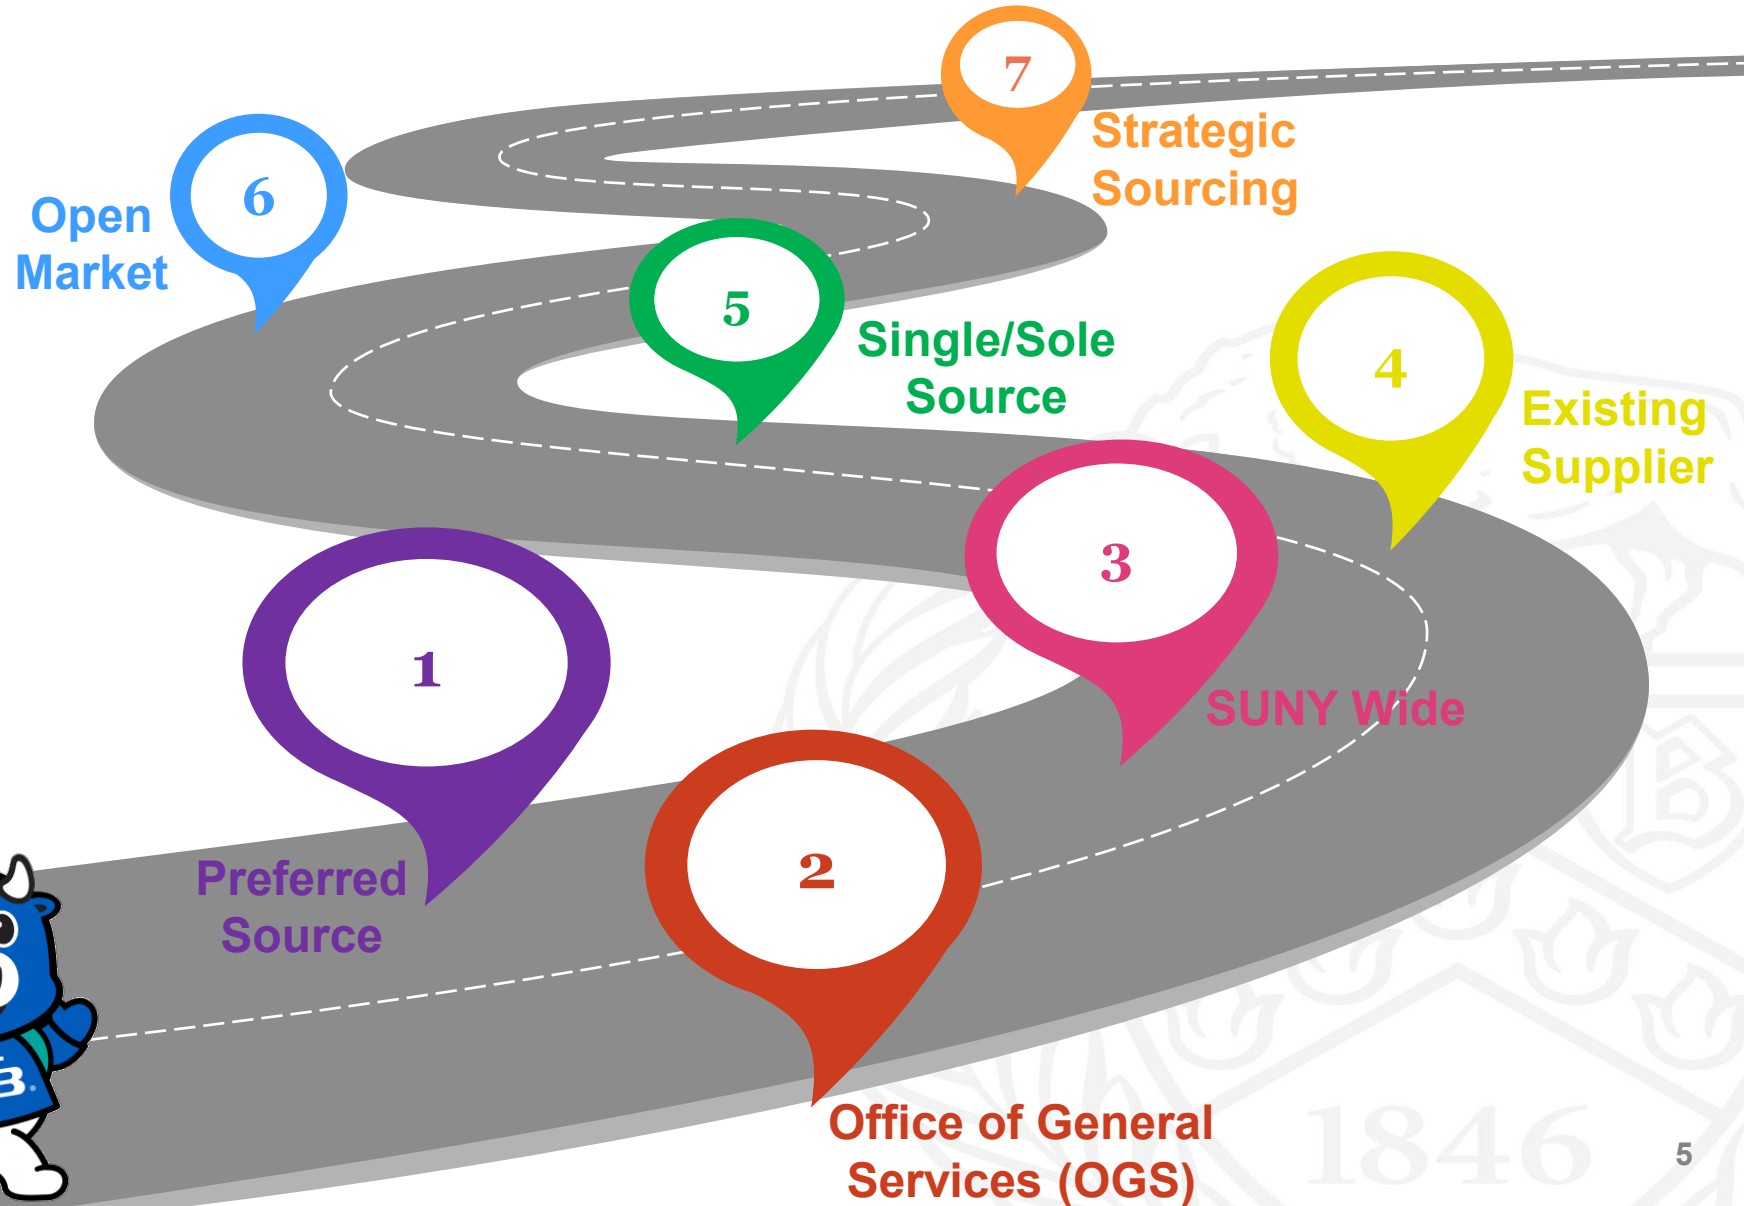 7
Strategic
Sourcing
6
Open
Market
5
Single/Sole
Source
4
Existing
Supplier
3
SUNY Wide
1
Preferred
Source
2
Office of General
Services (OGS)
B.
B
1846
5